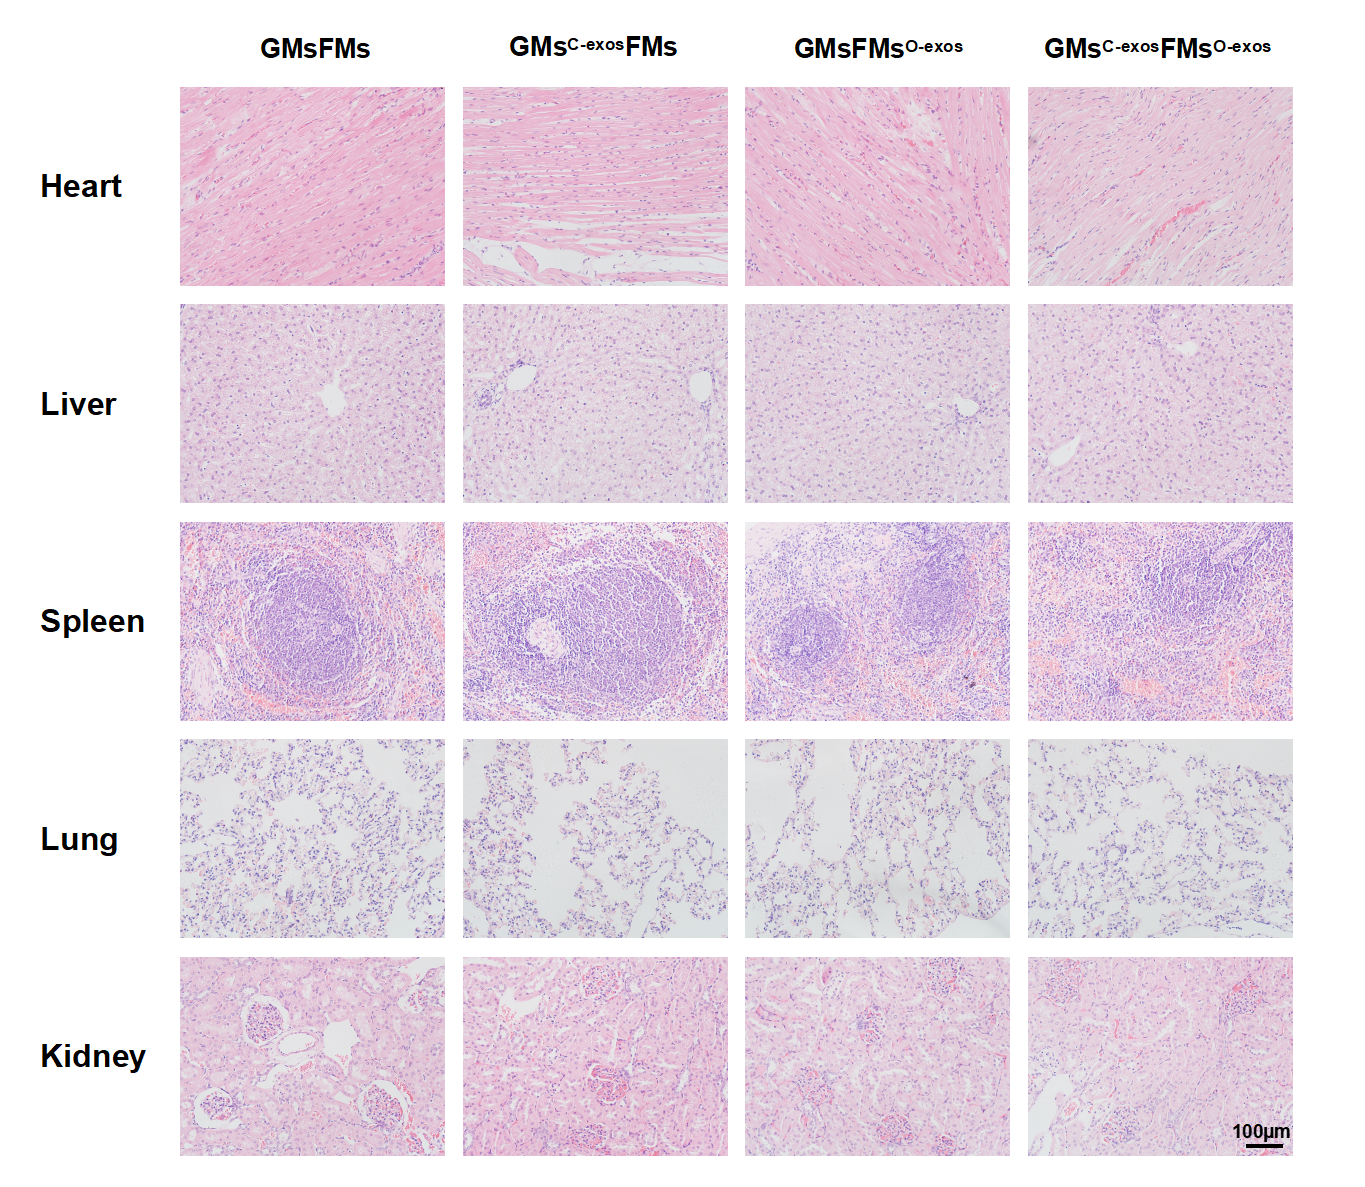 GMsFMs GMsC-exosFMs GMsFMsO-exos GMsC-exosFMsO-exos
Heart
Liver
Spleen
Lung
Kidney
100μm